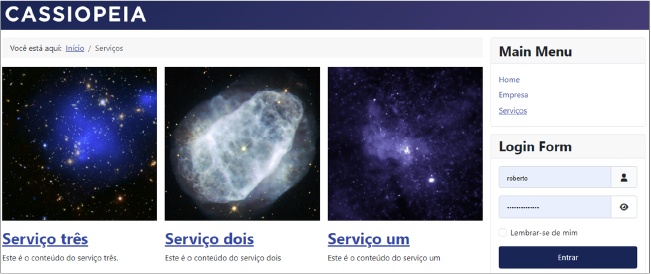 CASSIOPEIA
Você está aqui: Início / Serviços
Serviço três
Este é o conteúdo do serviço três.
Serviço dois
Este é o conteúdo do serviço dois
Serviço um
Este é o conteúdo do serviço um
Main Menu
Home
Empresa
Serviços
Login Form
roberto
Lembrar-se de mim
Entrar